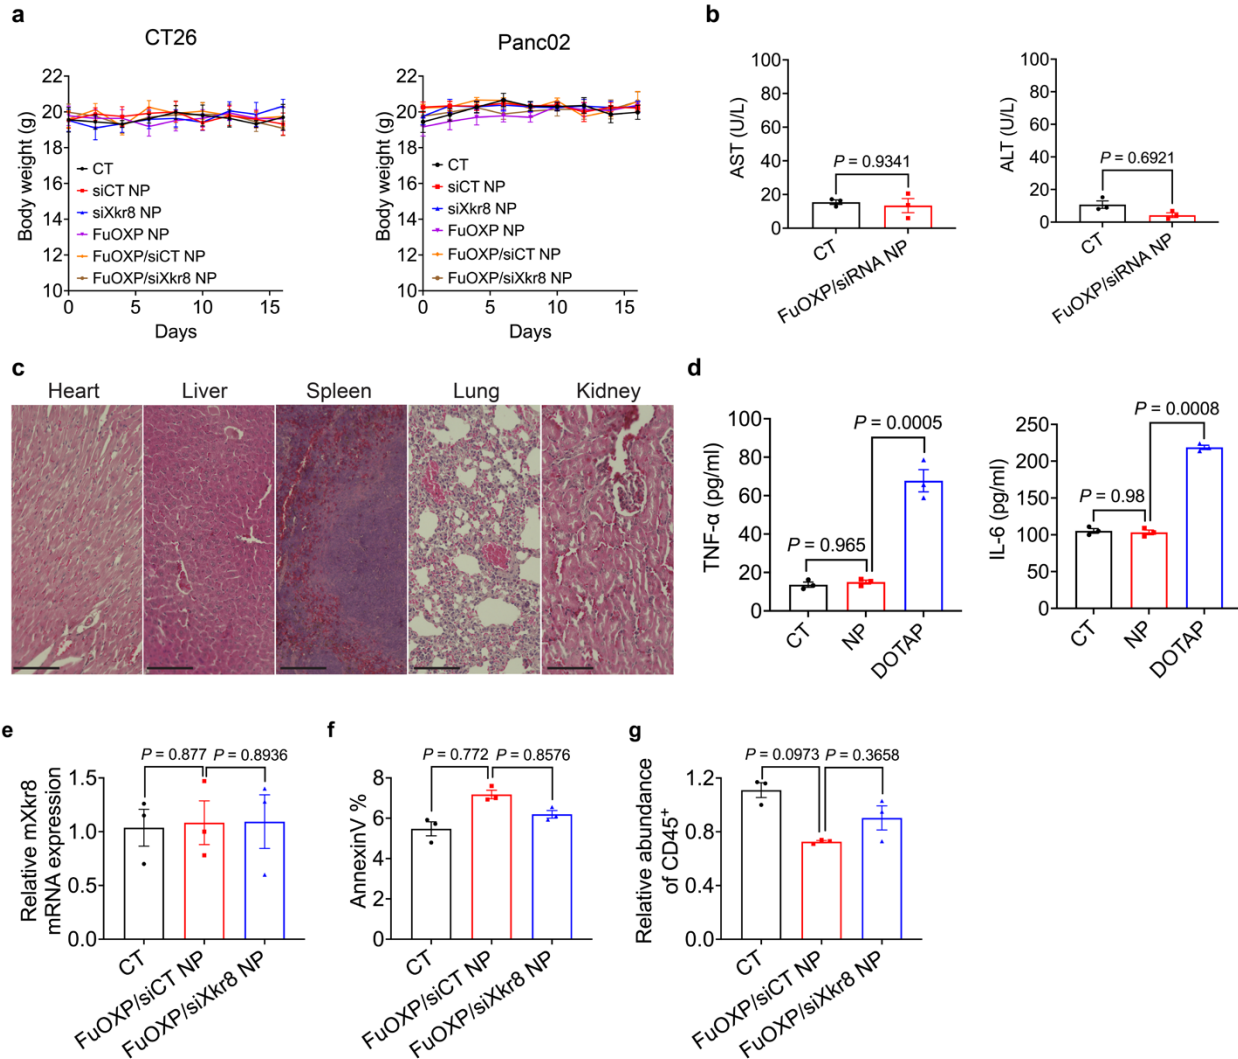 a
CT26
Body weight (g)
22
20
18
16
14
12
10
CT
siCT NP
siXkr8 NP
FuOXP NP
FuOXP/siCT NP
FuOXP/siXkr8 NP
0
5
10
15
Days
Panc02
Body weight (g)
22
20
18
16
14
12
10
CT
siCT NP
siXkr8 NP
FuOXP NP
FuOXP/siCT NP
FuOXP/siXkr8 NP
0
5
10
15
Days
b
AST (U/L)
100
80
60
40
20
0
P = 0.9341
CT
FuOXP/siRNA NP
ALT (U/L)
100
80
60
40
20
0
P = 0.6921
CT
FuOXP/siRNA NP
c
Heart
Liver
Spleen
Lung
Kidney
d
TNF-α (pg/ml)
100
80
60
40
20
0
P = 0.0005
P = 0.965
CT
NP
DOTAP
IL-6 (pg/ml)
250
200
150
100
50
0
P = 0.0008
P = 0.98
CT
NP
DOTAP
e
Relative mXkr8
mRNA expression
1.5
1.0
0.5
0.0
P = 0.877
P = 0.8936
CT
FuOXP/siCT NP
FuOXP/siXkr8 NP
f
AnnexinV %
8
6
4
2
0
P = 0.772
P = 0.8576
CT
FuOXP/siCT NP
FuOXP/siXkr8 NP
g
Relative abundance
of CD45⁺
1.2
0.8
0.4
0.0
P = 0.0973
P = 0.3658
CT
FuOXP/siCT NP
FuOXP/siXkr8 NP